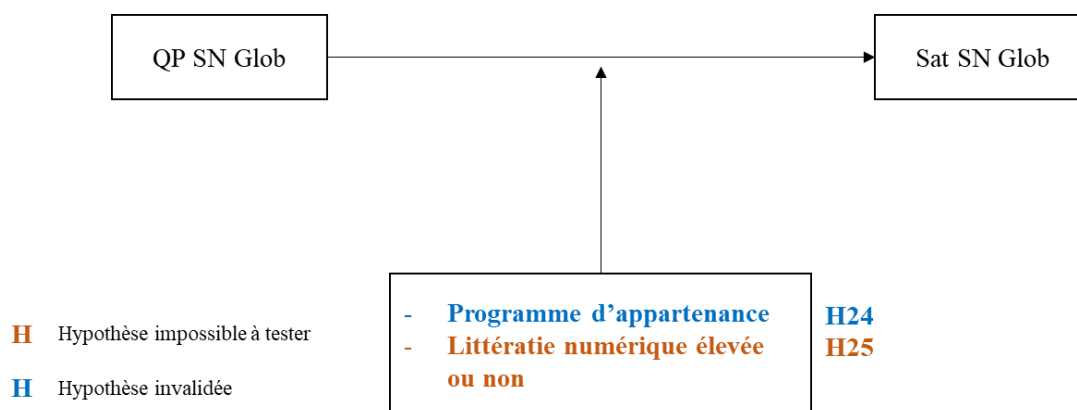 QP SN Glob
Sat SN Glob
- Programme d’appartenance
H24
- Littératie numérique élevée
ou non
H25
H Hypothèse impossible à tester
H Hypothèse invalidée